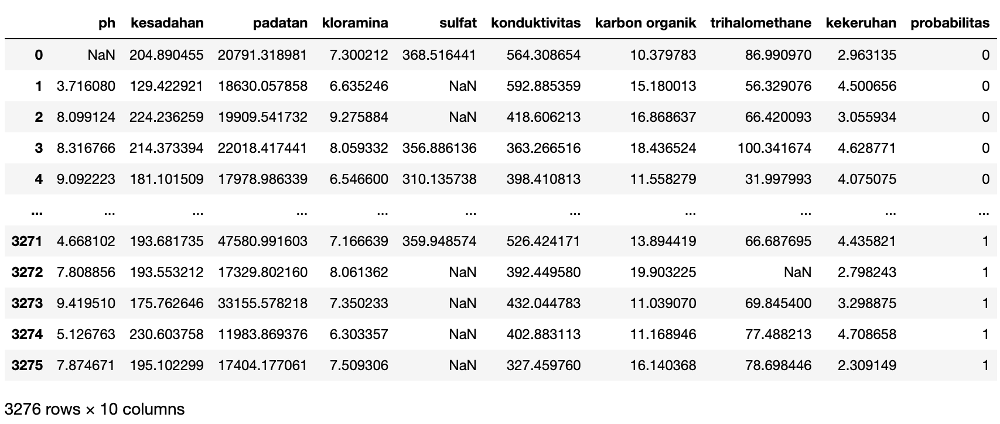 ph kesadahan padatan kloramina sulfat konduktivitas karbon organik trihalomethane kekeruhan probabilitas
0 NaN 204.890455 20791.318981 7.300212 368.516441 564.308654 10.379783 86.990970 2.963135 0
1 3.716080 129.422921 18630.057858 6.635246 NaN 592.885359 15.180013 56.329076 4.500656 0
2 8.099124 224.236259 19909.541732 9.275884 NaN 418.606213 16.868637 66.420093 3.055934 0
3 8.316766 214.373394 22018.417441 8.059332 356.886136 363.266516 18.436524 100.341674 4.628771 0
4 9.092223 181.101509 17978.986339 6.546600 310.135738 398.410813 11.558279 31.997993 4.075075 0
... ... ... ... ... ... ... ... ... ... ...
3271 4.668102 193.681735 47580.991603 7.166639 359.948574 526.424171 13.894419 66.687695 4.435821 1
3272 7.808856 193.553212 17329.802160 8.061362 NaN 392.449580 19.903225 NaN 2.798243 1
3273 9.419510 175.762646 33155.578218 7.350233 NaN 432.044783 11.039070 69.845400 3.298875 1
3274 5.126763 230.603758 11983.869376 6.303357 NaN 402.883113 11.168946 77.488213 4.708658 1
3275 7.874671 195.102299 17404.177061 7.509306 NaN 327.459760 16.140368 78.698446 2.309149 1
3276 rows × 10 columns